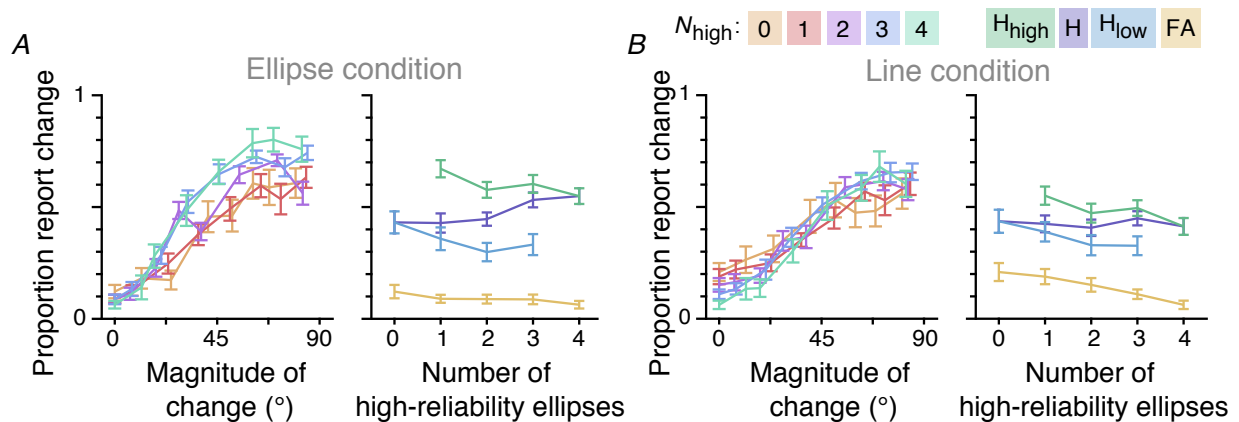 A
B
N_high: 0 1 2 3 4
H_high H H_low FA
Ellipse condition
Line condition
Proportion report change
1
0
0 45 90
Magnitude of
change (°)
0 1 2 3 4
Number of
high-reliability ellipses
Proportion report change
1
0
0 45 90
Magnitude of
change (°)
0 1 2 3 4
Number of
high-reliability ellipses